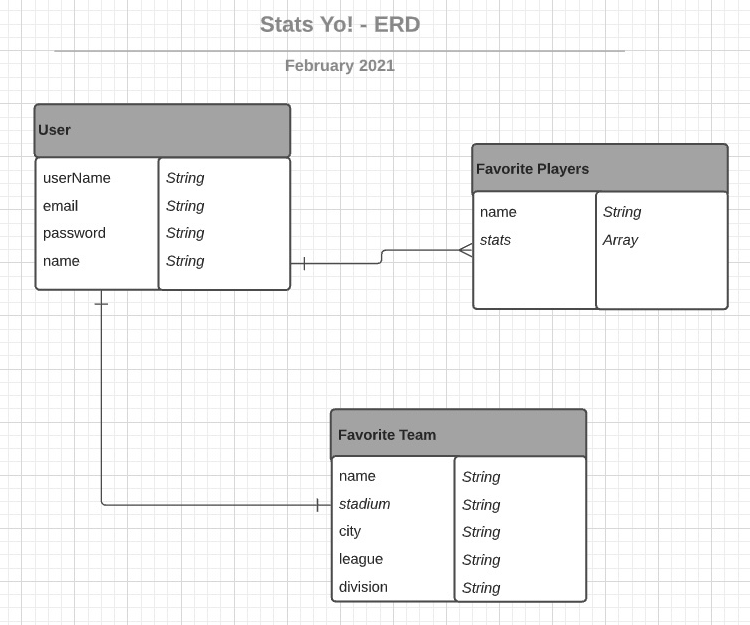 Stats Yo! - ERD
February 2021
User
userName String
email String
password String
name String
Favorite Players
name String
stats Array
Favorite Team
name String
stadium String
city String
league String
division String